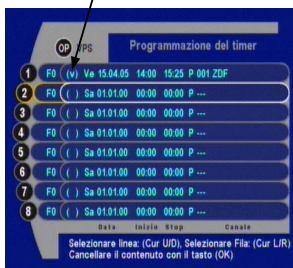 OP VPS Programmazione del timer
1 F0 (v) Ve 15.04.05 14:00 15:25 P 001 ZDF
2 F0 ( ) Sa 01.01.00 00:00 00:00 P ---
3 F0 ( ) Sa 01.01.00 00:00 00:00 P ---
4 F0 ( ) Sa 01.01.00 00:00 00:00 P ---
5 F0 ( ) Sa 01.01.00 00:00 00:00 P ---
6 F0 ( ) Sa 01.01.00 00:00 00:00 P ---
7 F0 ( ) Sa 01.01.00 00:00 00:00 P ---
8 F0 ( ) Sa 01.01.00 00:00 00:00 P ---
Data Inizio Stop Canale
Selezionare linea: (Cur U/D), Selezionare Fila: (Cur L/R)
Cancellare il contenuto con il tasto (OK)